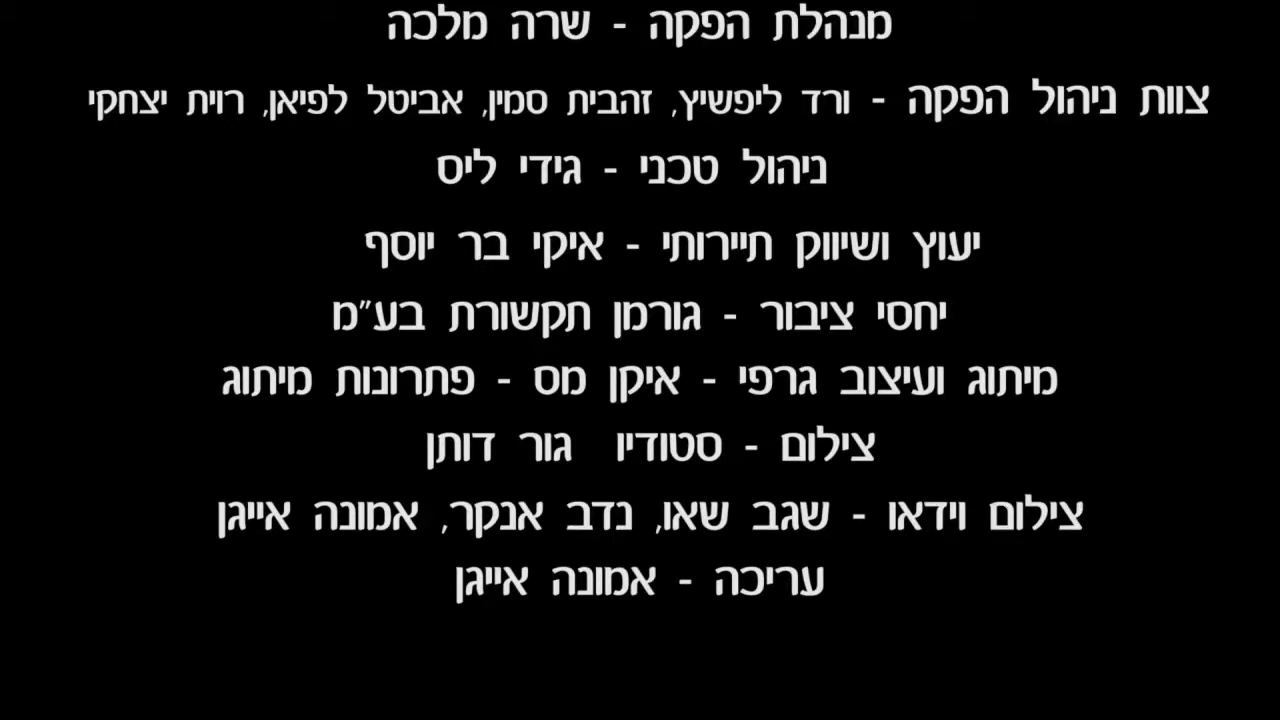 מנהלת הפקה - שרה מלכה
צוות ניהול הפקה - ורד ליפשיץ, זהבית סמין, אביטל לפיאן, רוית יצחקי
ניהול טכני - גידי ליס
יעוץ ושיווק תיירותי - איקי בר יוסף
יחסי ציבור - גורמן תקשורת בע"מ
מיתוג ועיצוב גרפי - איקן מס - פתרונות מיתוג
צילום - סטודיו גור דותן
צילום וידאו - שגב שאו, נדב אנקר, אמונה אייגן
עריכה - אמונה אייגן